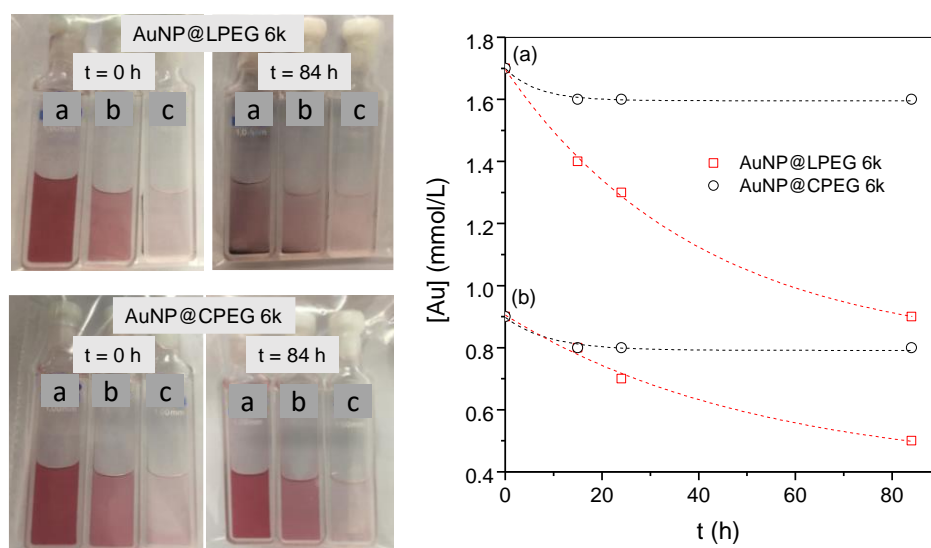 AuNP@LPEG 6k
t = 0 h
t = 84 h
a b c
a b c
AuNP@CPEG 6k
t = 0 h
t = 84 h
a b c
a b c
1.8
1.6
1.4
1.2
1.0
0.8
0.6
0.4
[Au] (mmol/L)
(a)
AuNP@LPEG 6k
AuNP@CPEG 6k
(b)
0 20 40 60 80
t (h)